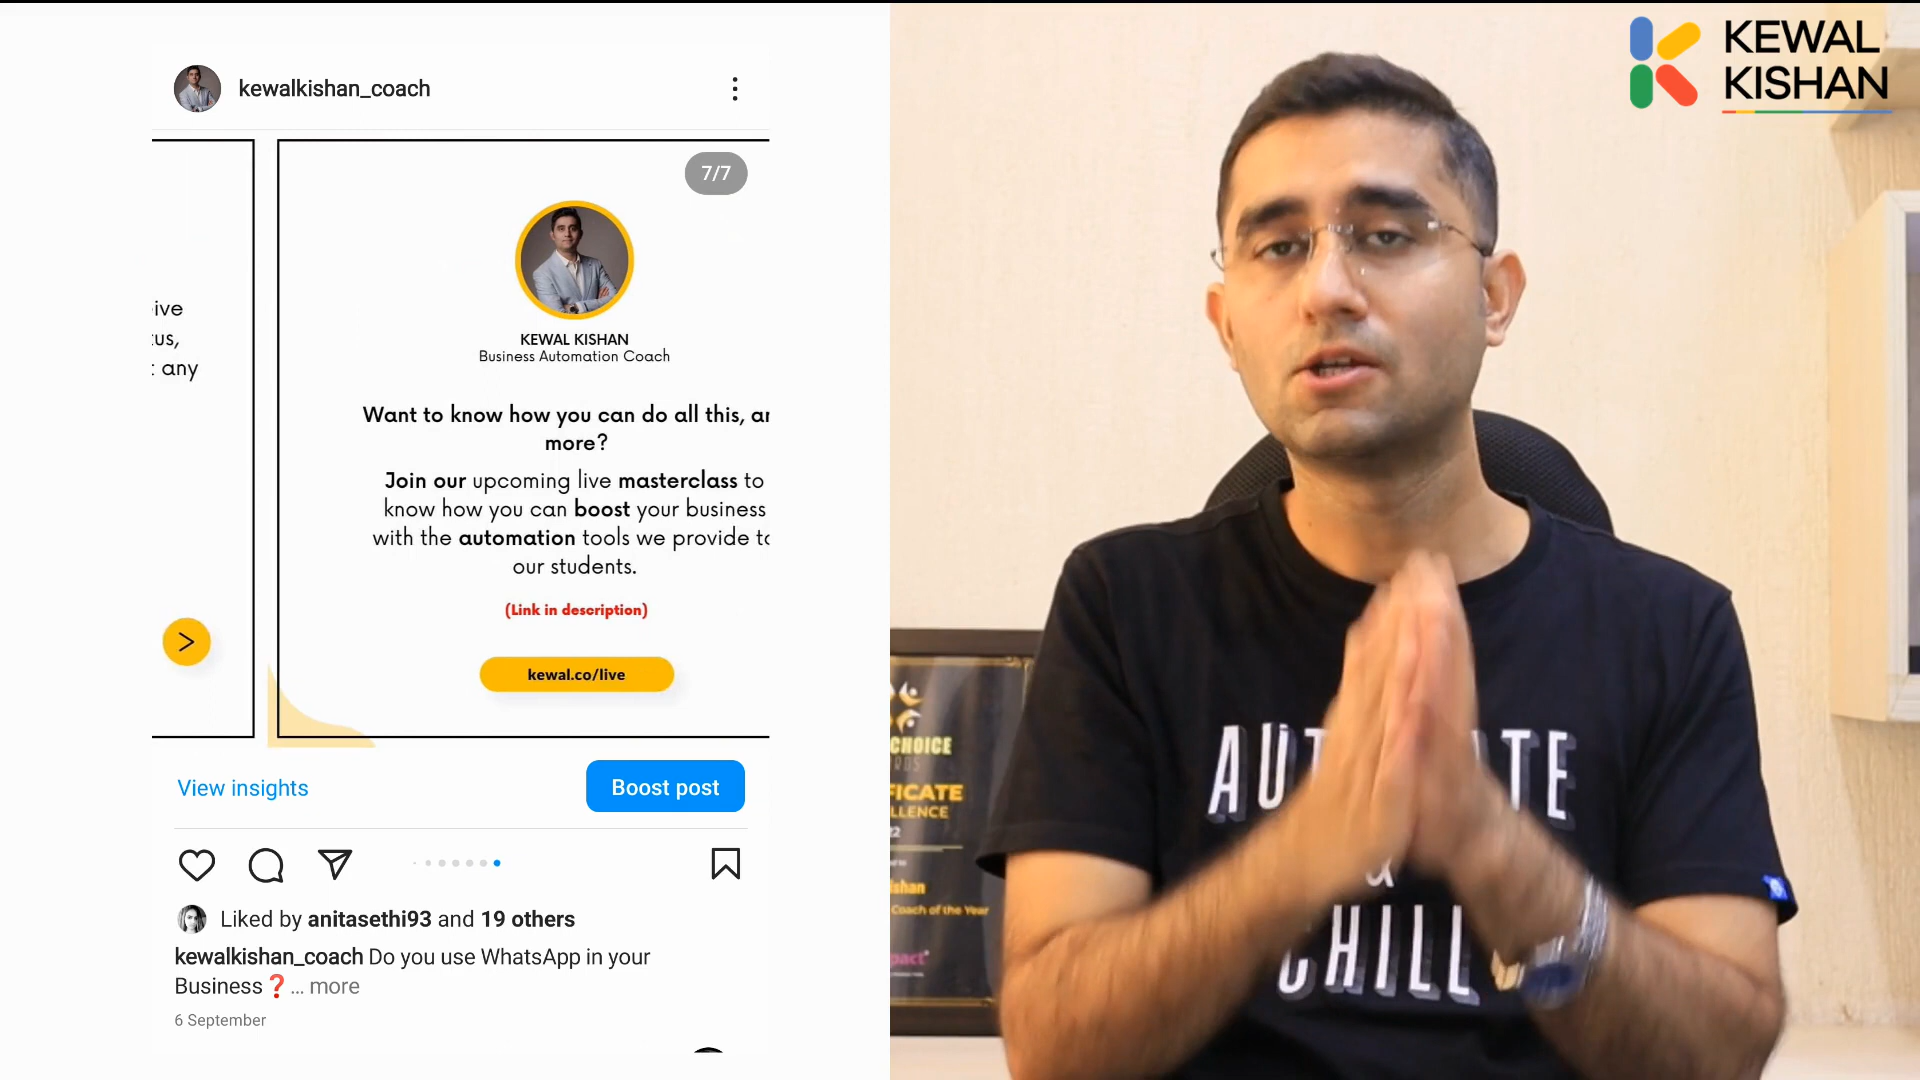 kewalkishan_coach
7/7
ive
us,
any
KEWAL KISHAN
Business Automation Coach
Want to know how you can do all this, ar
more?
Join our upcoming live masterclass to
know how you can boost your business
with the automation tools we provide to
our students.
(Link in description)
>
kewal.co/live
View insights
Boost post
Liked by anitasethi93 and 19 others
kewalkishan_coach Do you use WhatsApp in your
Business❓... more
6 September
KEWAL
KISHAN
CHOICE
FICATE
LLENCE
Coach of the Year
AUT TE
&
CHILL